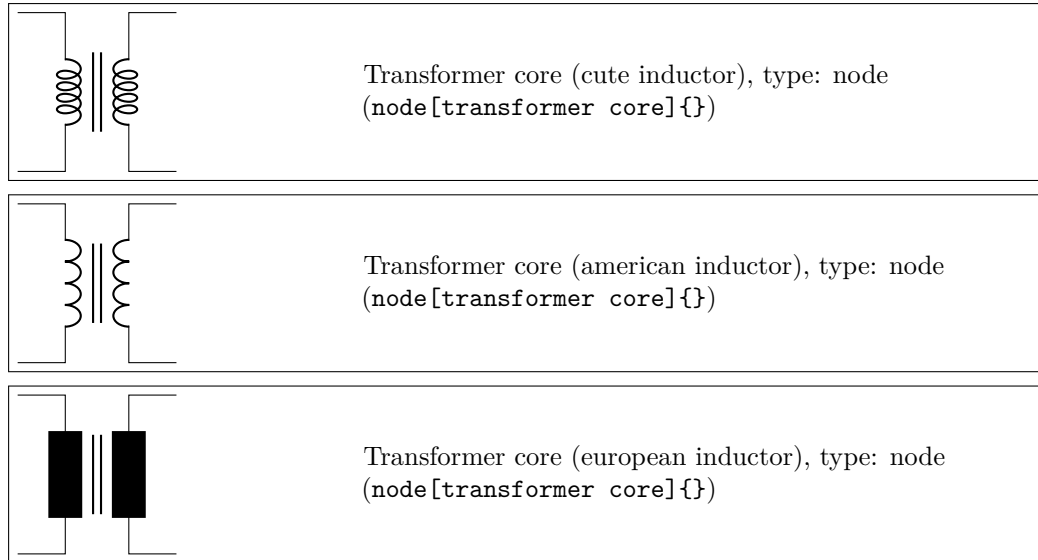 Transformer core (cute inductor), type: node
(node[transformer core]{})
Transformer core (american inductor), type: node
(node[transformer core]{})
Transformer core (european inductor), type: node
(node[transformer core]{})